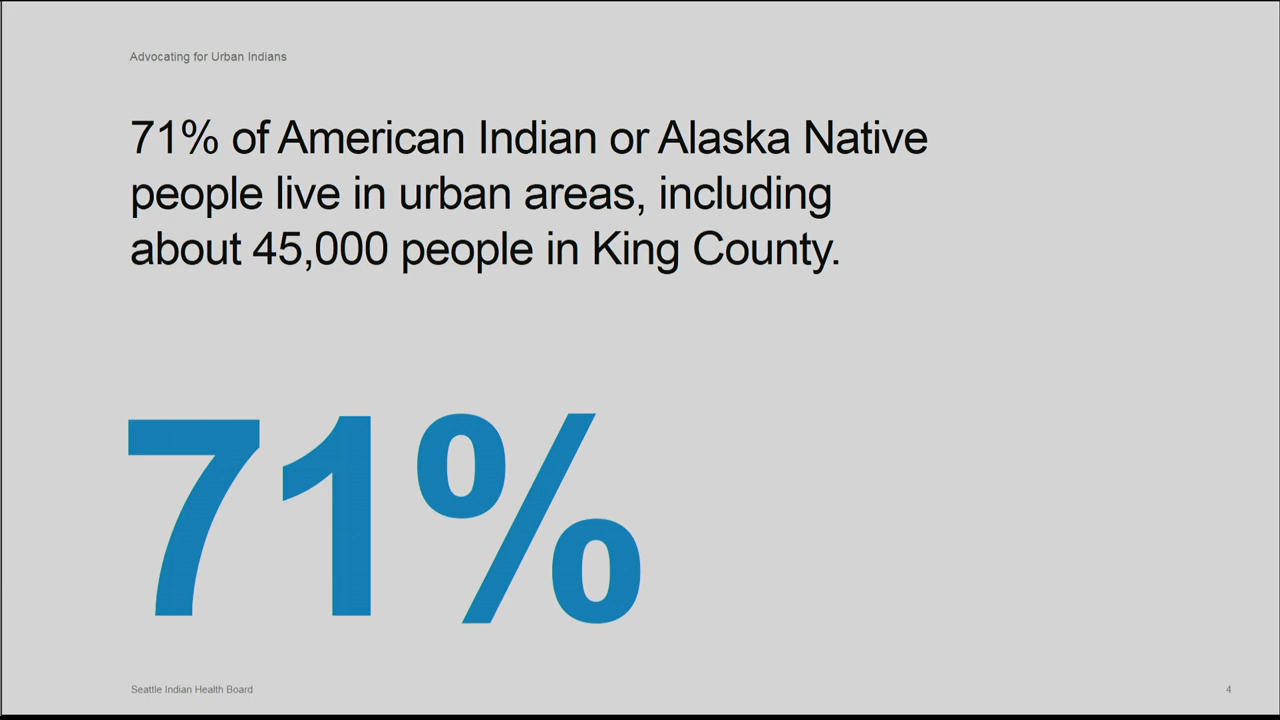 Advocating for Urban Indians
71% of American Indian or Alaska Native
people live in urban areas, including
about 45,000 people in King County.
71%
Seattle Indian Health Board
4